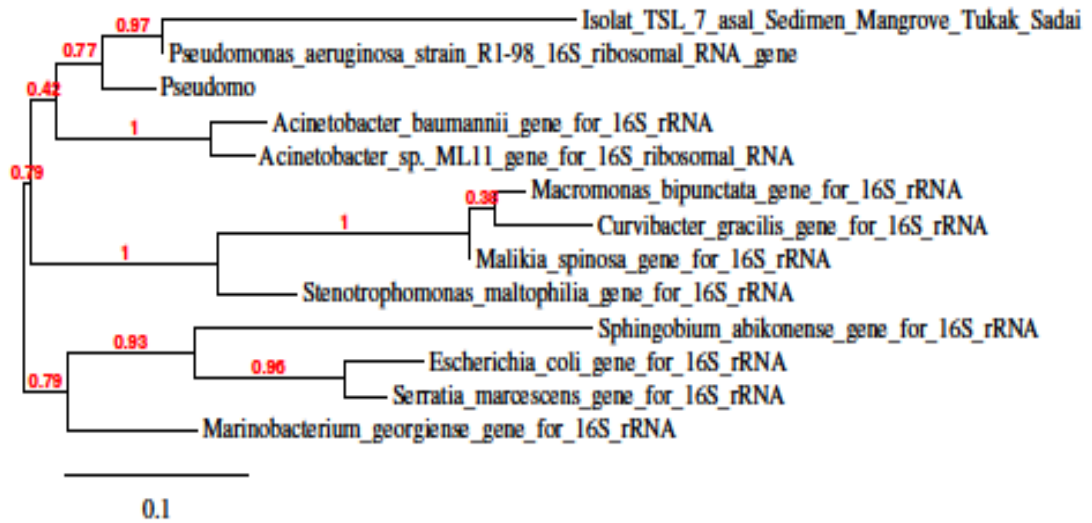 0.97
Isolat_TSL_7_asal_Sedimen_Mangrove_Tukak_Sadai
0.77
Pseudomonas_aeruginosa_strain_R1-98_16S_ribosomal_RNA_gene
0.42
Pseudomo
1
Acinetobacter_baumannii_gene_for_16S_rRNA
Acinetobacter_sp._ML11_gene_for_16S_ribosomal_RNA
0.79
0.38
Macromonas_bipunctata_gene_for_16S_rRNA
1
Curvibacter_gracilis_gene_for_16S_rRNA
1
Malikia_spinosa_gene_for_16S_rRNA
Stenotrophomonas_maltophilia_gene_for_16S_rRNA
Sphingobium_abikonense_gene_for_16S_rRNA
0.93
0.96
Escherichia_coli_gene_for_16S_rRNA
0.79
Serratia_marcescens_gene_for_16S_rRNA
Marinobacterium_georgiense_gene_for_16S_rRNA
0.1